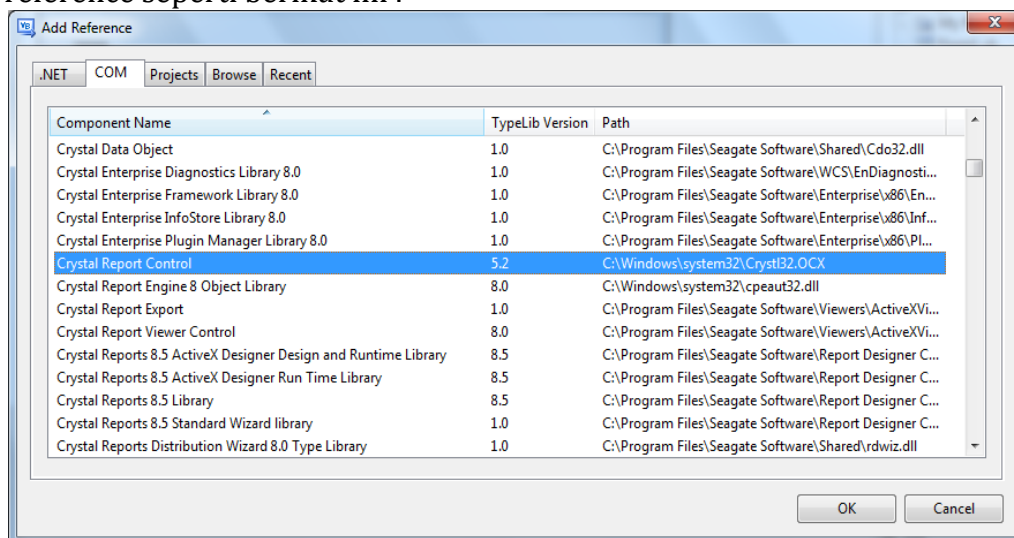 reference seperti berikut ini :
Add Reference
.NET COM Projects Browse Recent
Component Name TypeLib Version Path
Crystal Data Object 1.0 C:\Program Files\Seagate Software\Shared\Cdo32.dll
Crystal Enterprise Diagnostics Library 8.0 1.0 C:\Program Files\Seagate Software\WCS\EnDiagnosti...
Crystal Enterprise Framework Library 8.0 1.0 C:\Program Files\Seagate Software\Enterprise\x86\En...
Crystal Enterprise InfoStore Library 8.0 1.0 C:\Program Files\Seagate Software\Enterprise\x86\Inf...
Crystal Enterprise Plugin Manager Library 8.0 1.0 C:\Program Files\Seagate Software\Enterprise\x86\Pl...
Crystal Report Control 5.2 C:\Windows\system32\Crystl32.OCX
Crystal Report Engine 8 Object Library 8.0 C:\Windows\system32\cpeaut32.dll
Crystal Report Export 1.0 C:\Program Files\Seagate Software\Viewers\ActiveXVi...
Crystal Report Viewer Control 8.0 C:\Program Files\Seagate Software\Viewers\ActiveXVi...
Crystal Reports 8.5 ActiveX Designer Design and Runtime Library 8.5 C:\Program Files\Seagate Software\Report Designer C...
Crystal Reports 8.5 ActiveX Designer Run Time Library 8.5 C:\Program Files\Seagate Software\Report Designer C...
Crystal Reports 8.5 Library 8.5 C:\Program Files\Seagate Software\Report Designer C...
Crystal Reports 8.5 Standard Wizard library 1.0 C:\Program Files\Seagate Software\Report Designer C...
Crystal Reports Distribution Wizard 8.0 Type Library 1.0 C:\Program Files\Seagate Software\Shared\rdwiz.dll
OK Cancel